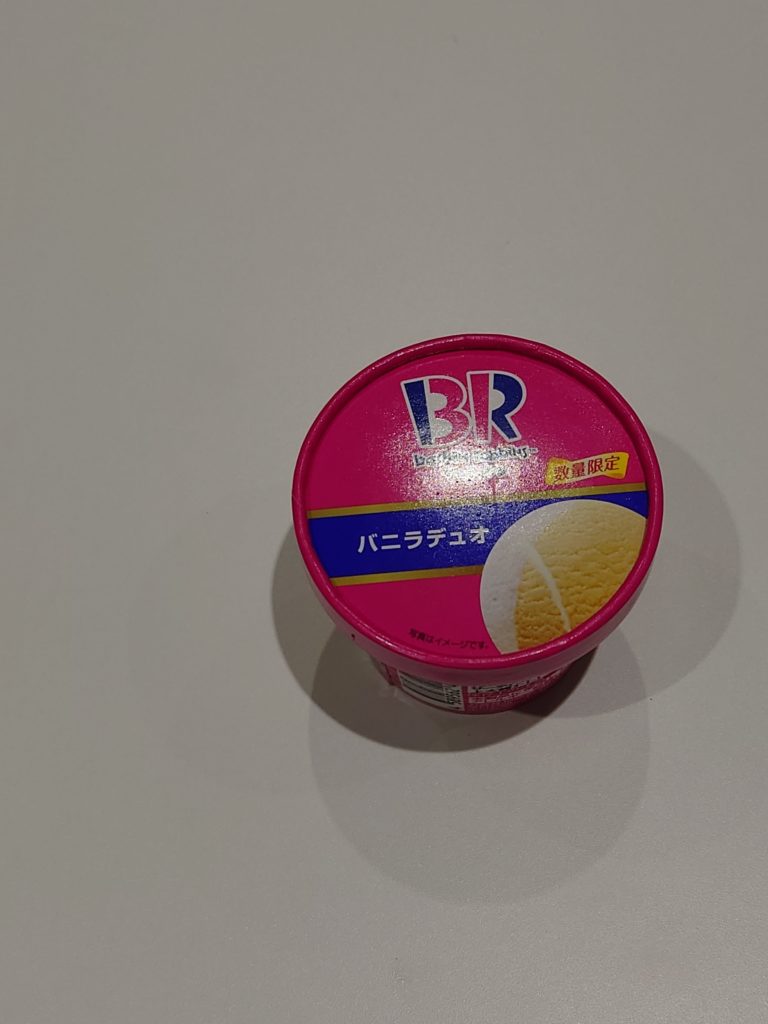 BR
baskin robbins
数量限定
バニラデュオ
写真はイメージです。